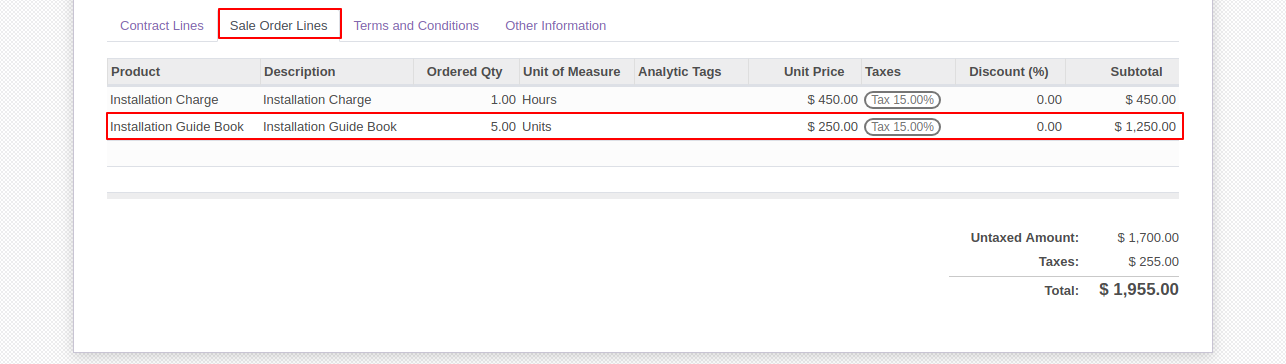 Contract Lines Sale Order Lines Terms and Conditions Other Information
Product Description Ordered Qty Unit of Measure Analytic Tags Unit Price Taxes Discount (%) Subtotal
Installation Charge Installation Charge 1.00 Hours $ 450.00 Tax 15.00% 0.00 $ 450.00
Installation Guide Book Installation Guide Book 5.00 Units $ 250.00 Tax 15.00% 0.00 $ 1,250.00
Untaxed Amount: $ 1,700.00
Taxes: $ 255.00
Total: $ 1,955.00